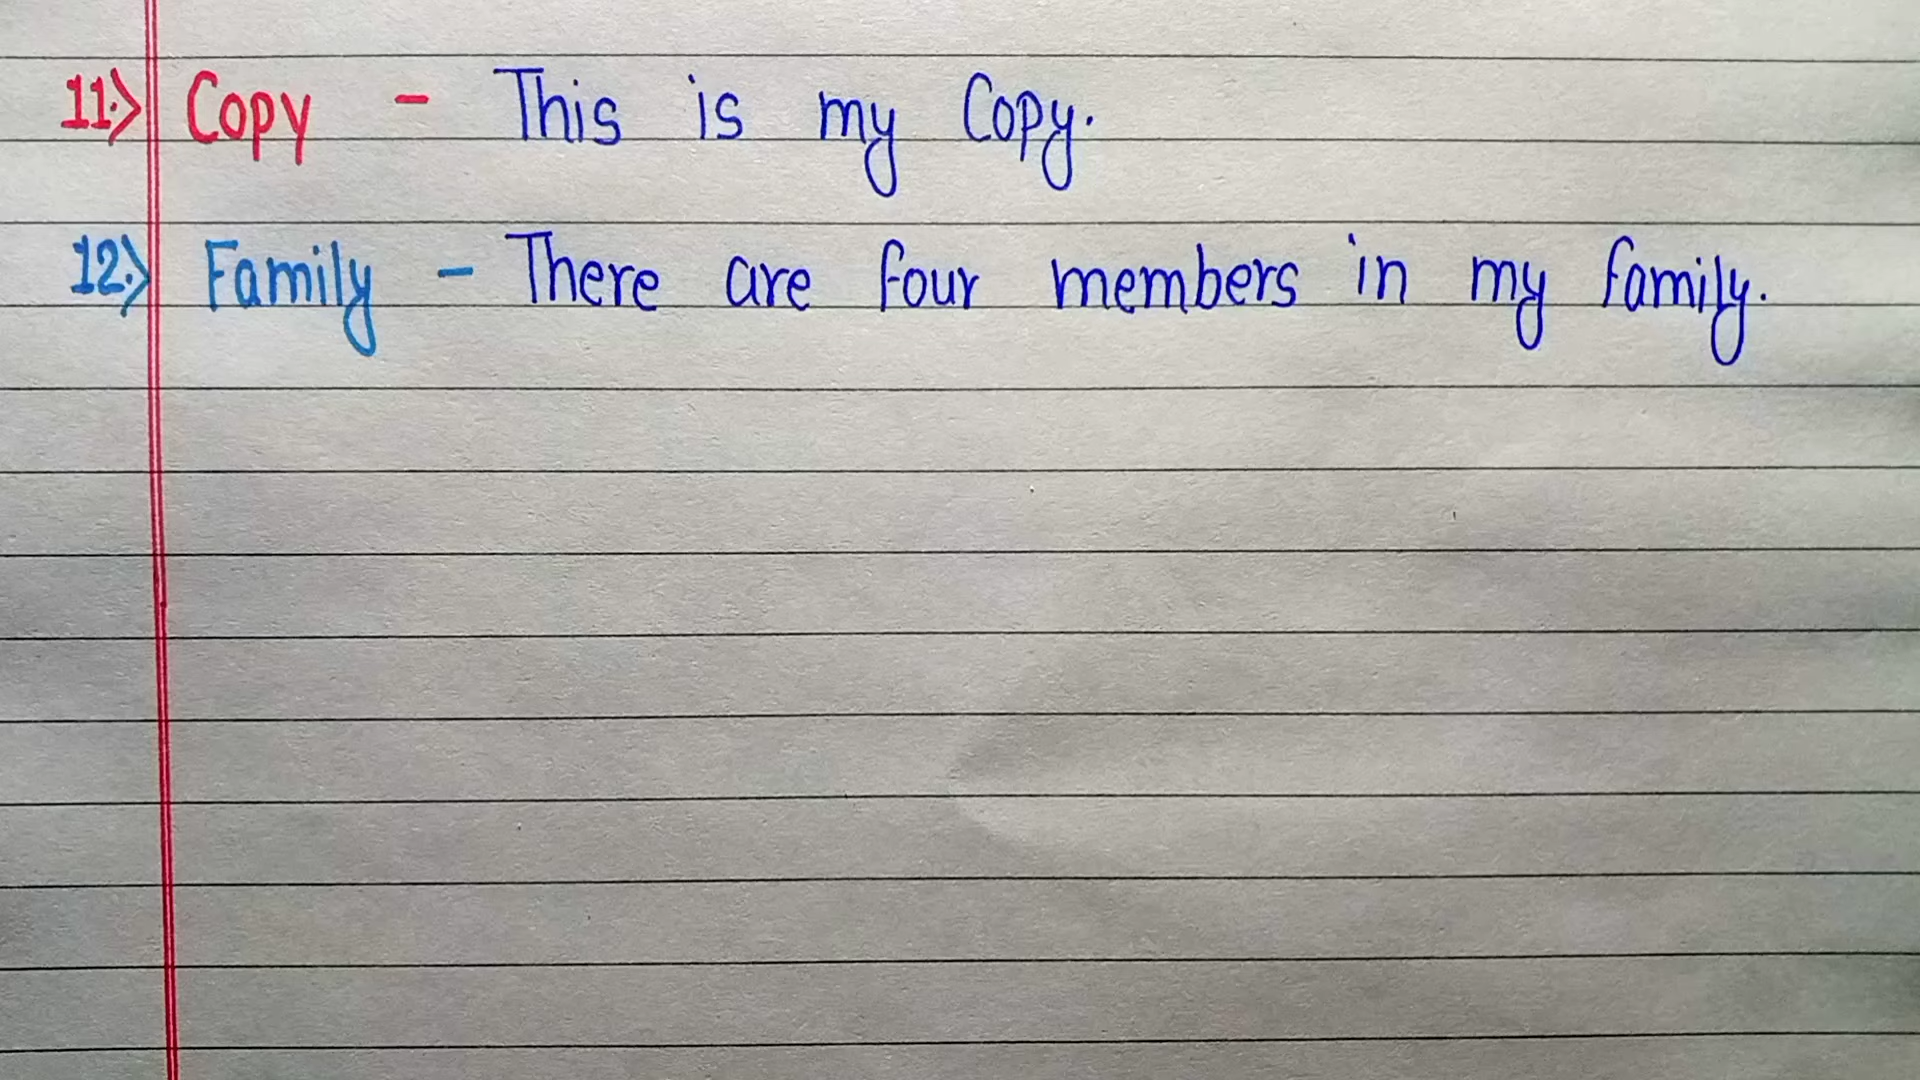 11.> Copy - This is my Copy.
12.> Family - There are four members in my family.